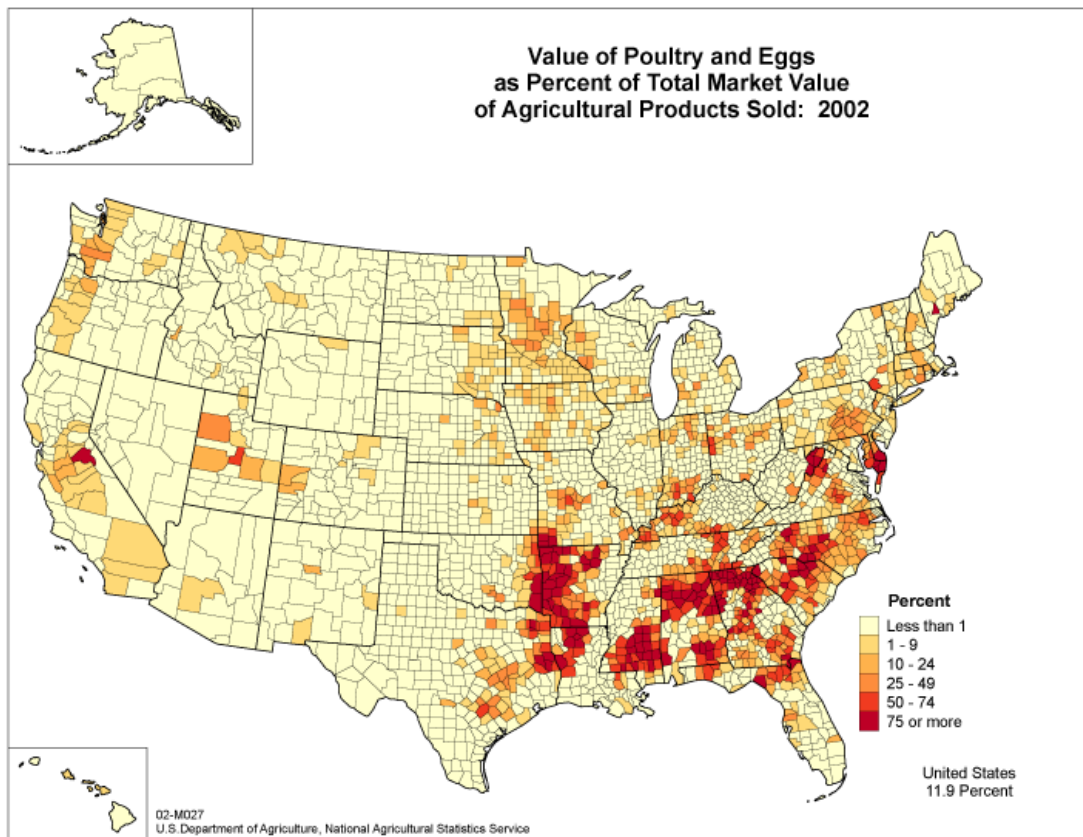 Value of Poultry and Eggs
as Percent of Total Market Value
of Agricultural Products Sold: 2002
Percent
Less than 1
1 - 9
10 - 24
25 - 49
50 - 74
75 or more
United States
11.9 Percent
02-M027
U.S.Department of Agriculture, National Agricultural Statistics Service